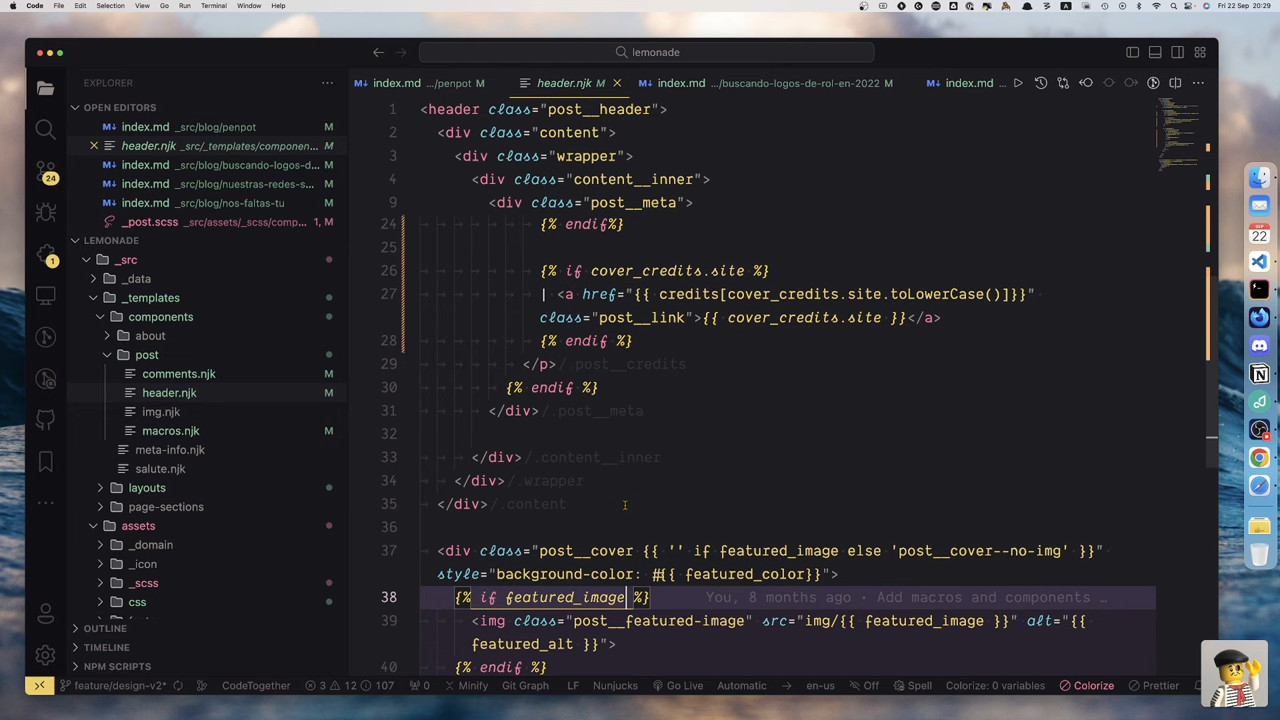 Code File Edit Selection View Go Run Terminal Window Help
Fri 22 Sep 20:29
lemonade
EXPLORER
index.md .../penpot M
header.njk M
index.md .../buscando-logos-de-rol-en-2022 M
index.md ...
OPEN EDITORS
index.md _src/blog/penpot M
header.njk _src/_templates/componen... M
index.md _src/blog/buscando-logos-d... M
index.md _src/blog/nuestras-redes-s... M
index.md _src/blog/nos-faltas-tu M
_post.scss _src/assets/_scss/comp... 1, M
LEMONADE
_src
_data
_templates
components
about
post
comments.njk M
header.njk M
img.njk
macros.njk M
meta-info.njk
salute.njk
layouts
page-sections
assets
_domain
_icon
_scss
css
OUTLINE
TIMELINE
NPM SCRIPTS
24
1
1 <header class="post__header">
2 <div class="content">
3 <div class="wrapper">
4 <div class="content__inner">
9 <div class="post__meta">
24 {% endif%}
25
26 {% if cover_credits.site %}
27 | <a href="{{ credits[cover_credits.site.toLowerCase()]}}"
class="post__link">{{ cover_credits.site }}</a>
28 {% endif %}
29 </p>/.post__credits
30 {% endif %}
31 </div>/.post__meta
32
33 </div>/.content__inner
34 </div>/.wrapper
35 </div>/.content
36
37 <div class="post__cover {{ '' if featured_image else 'post__cover--no-img' }}"
style="background-color: #{{ featured_color}}">
38 {% if featured_image %} You, 8 months ago · Add macros and components …
39 <img class="post__featured-image" src="img/{{ featured_image }}" alt="{{
featured_alt }}">
40 {% endif %}
SEP
22
feature/design-v2* CodeTogether 3 12 107 0 Minify Git Graph LF Nunjucks Go Live Automatic en-us Off Spell Colorize: 0 variables Colorize Prettier